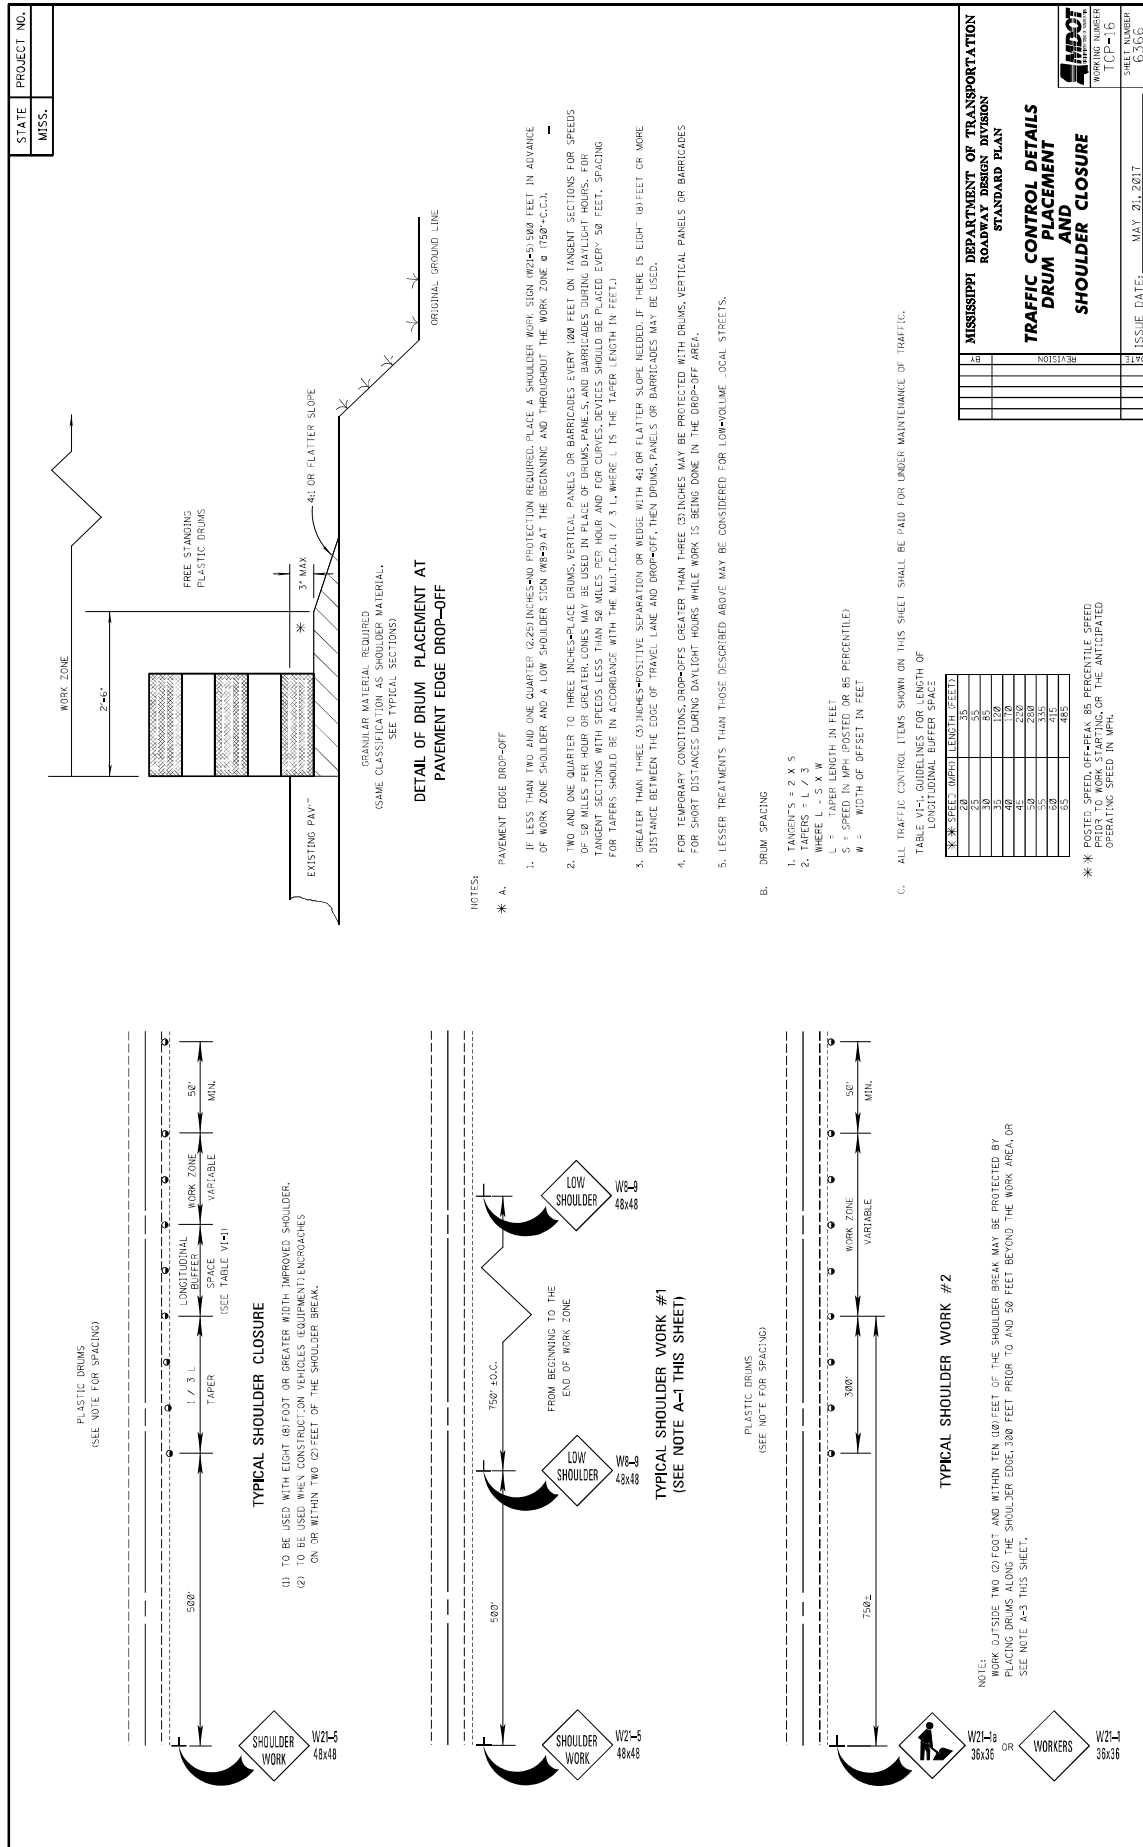 STATE PROJECT NO.
MISS.
PLASTIC DRUMS
(SEE NOTE FOR SPACING)
500'
1 / 3 L
TAPER
LONGITUDINAL
BUFFER
SPACE
(SEE TABLE VI-1)
WORK ZONE
VARIABLE
50'
MIN.
SHOULDER
WORK
W21-5
48x48
TYPICAL SHOULDER CLOSURE
(1) TO BE USED WITH EIGHT (8) FOOT OR GREATER WIDTH IMPROVED SHOULDER.
(2) TO BE USED WHEN CONSTRUCTION VEHICLES (EQUIPMENT) ENCROACHES
ON OR WITHIN TWO (2) FEET OF THE SHOULDER BREAK.
500'
750' ±O.C.
FROM BEGINNING TO THE
END OF WORK ZONE
SHOULDER
WORK
W21-5
48x48
LOW
SHOULDER
W8-9
48x48
LOW
SHOULDER
W8-9
48x48
TYPICAL SHOULDER WORK #1
(SEE NOTE A-1 THIS SHEET)
PLASTIC DRUMS
(SEE NOTE FOR SPACING)
300'
WORK ZONE
VARIABLE
50'
MIN.
750±
W21-1a
36x36
OR
WORKERS
W21-1
36x36
TYPICAL SHOULDER WORK #2
NOTE:
WORK OUTSIDE TWO (2) FOOT AND WITHIN TEN (10) FEET OF THE SHOULDER BREAK MAY BE PROTECTED BY
PLACING DRUMS ALONG THE SHOULDER EDGE, 300 FEET PRIOR TO AND 50 FEET BEYOND THE WORK AREA, OR
SEE NOTE A-3 THIS SHEET.
WORK ZONE
2'-6"
FREE STANDING
PLASTIC DRUMS
3" MAX
*
4:1 OR FLATTER SLOPE
EXISTING PAV'T
ORIGINAL GROUND LINE
GRANULAR MATERIAL REQUIRED
(SAME CLASSIFICATION AS SHOULDER MATERIAL.
SEE TYPICAL SECTIONS)
DETAIL OF DRUM PLACEMENT AT
PAVEMENT EDGE DROP-OFF
NOTES:
* A. PAVEMENT EDGE DROP-OFF
1. IF LESS THAN TWO AND ONE QUARTER (2.25) INCHES-NO PROTECTION REQUIRED. PLACE A SHOULDER WORK SIGN (W21-5) 500 FEET IN ADVANCE
OF WORK ZONE SHOULDER AND A LOW SHOULDER SIGN (W8-9) AT THE BEGINNING AND THROUGHOUT THE WORK ZONE @ (750'+C.C.).
2. TWO AND ONE QUARTER TO THREE INCHES-PLACE DRUMS, VERTICAL PANELS OR BARRICADES EVERY 100 FEET ON TANGENT SECTIONS FOR SPEEDS
OF 50 MILES PER HOUR OR GREATER. CONES MAY BE USED IN PLACE OF DRUMS, PANELS, AND BARRICADES DURING DAYLIGHT HOURS. FOR
TANGENT SECTIONS WITH SPEEDS LESS THAN 50 MILES PER HOUR AND FOR CURVES, DEVICES SHOULD BE PLACED EVERY 50 FEET. SPACING
FOR TAPERS SHOULD BE IN ACCORDANCE WITH THE M.U.T.C.D. (1 / 3 L, WHERE L IS THE TAPER LENGTH IN FEET.)
3. GREATER THAN THREE (3) INCHES-POSITIVE SEPARATION OR WEDGE WITH 4:1 OR FLATTER SLOPE NEEDED. IF THERE IS EIGHT (8) FEET OR MORE
DISTANCE BETWEEN THE EDGE OF TRAVEL LANE AND DROP-OFF, THEN DRUMS, PANELS OR BARRICADES MAY BE USED.
4. FOR TEMPORARY CONDITIONS, DROP-OFFS GREATER THAN THREE (3) INCHES MAY BE PROTECTED WITH DRUMS, VERTICAL PANELS OR BARRICADES
FOR SHORT DISTANCES DURING DAYLIGHT HOURS WHILE WORK IS BEING DONE IN THE DROP-OFF AREA.
5. LESSER TREATMENTS THAN THOSE DESCRIBED ABOVE MAY BE CONSIDERED FOR LOW-VOLUME LOCAL STREETS.
B. DRUM SPACING
1. TANGENTS = 2 X S
2. TAPERS = L / 3
WHERE L = S X W
L = TAPER LENGTH IN FEET
S = SPEED IN MPH (POSTED OR 85 PERCENTILE)
W = WIDTH OF OFFSET IN FEET
C. ALL TRAFFIC CONTROL ITEMS SHOWN ON THIS SHEET SHALL BE PAID FOR UNDER MAINTENANCE OF TRAFFIC.
TABLE VI-1. GUIDELINES FOR LENGTH OF
LONGITUDINAL BUFFER SPACE
** SPEED (MPH) LENGTH (FEET)
20 35
25 55
30 85
35 120
40 170
45 220
50 280
55 335
60 415
65 485
** POSTED SPEED, OFF-PEAK 85 PERCENTILE SPEED
PRIOR TO WORK STARTING, OR THE ANTICIPATED
OPERATING SPEED IN MPH.
BY
REVISION
DATE
MISSISSIPPI DEPARTMENT OF TRANSPORTATION
ROADWAY DESIGN DIVISION
STANDARD PLAN
TRAFFIC CONTROL DETAILS
DRUM PLACEMENT
AND
SHOULDER CLOSURE
MDOT
WORKING NUMBER
TCP-16
SHEET NUMBER
6366
ISSUE DATE: MAY 01, 2017